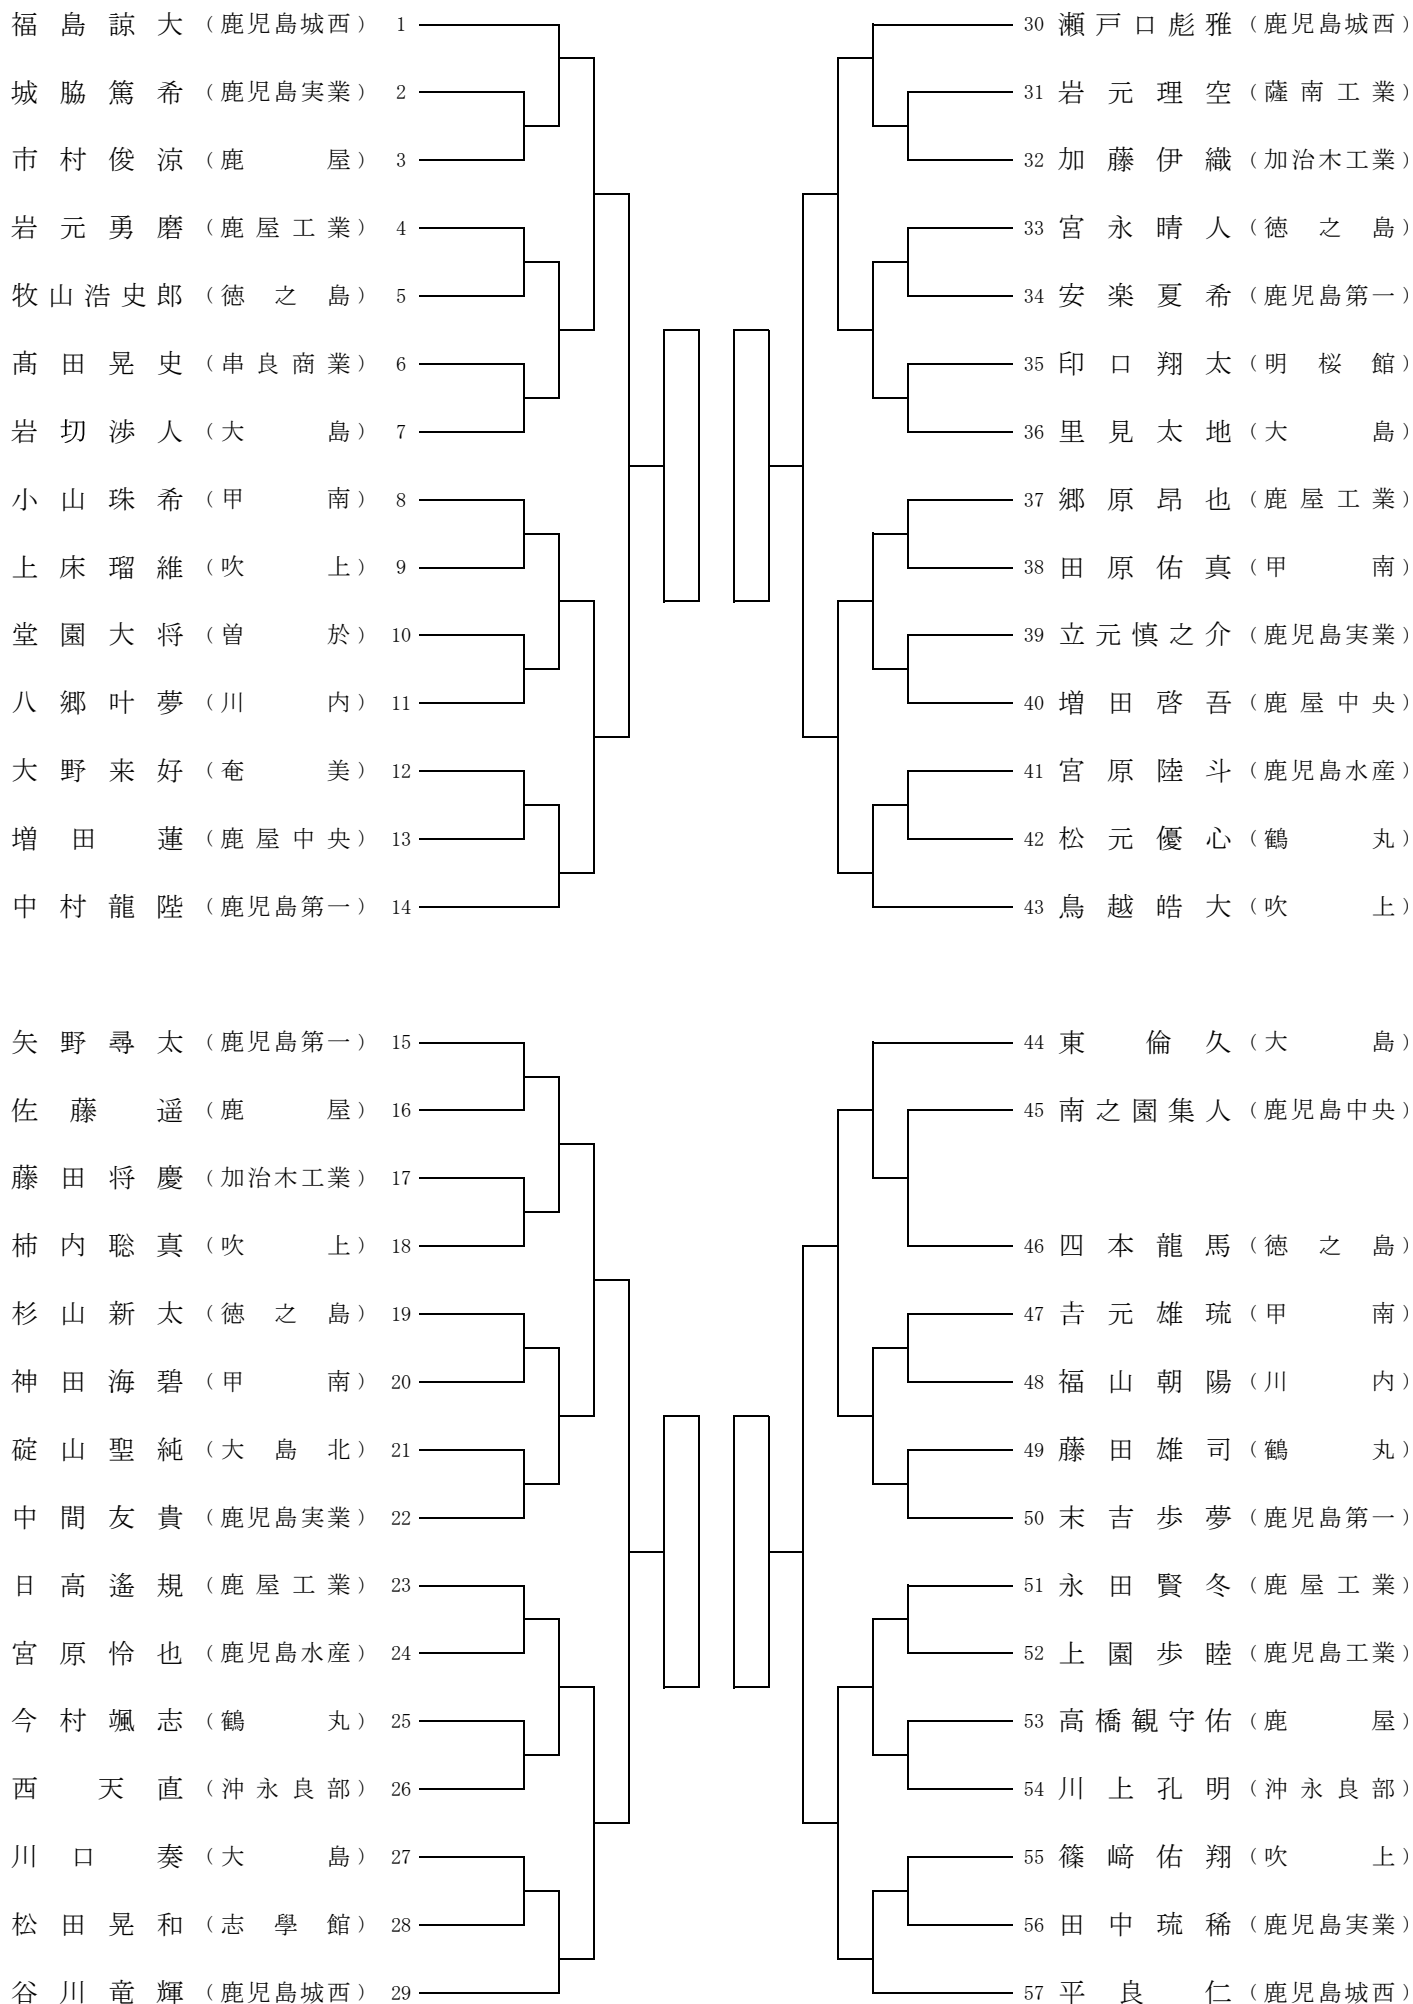 福島諒大（鹿児島城西） 1
城脇篤希（鹿児島実業） 2
市村俊涼（鹿屋） 3
岩元勇磨（鹿屋工業） 4
牧山浩史郎（徳之島） 5
髙田晃史（串良商業） 6
岩切渉人（大島） 7
小山珠希（甲南） 8
上床瑠維（吹上） 9
堂園大将（曽於） 10
八郷叶夢（川内） 11
大野来好（奄美） 12
増田蓮（鹿屋中央） 13
中村龍陛（鹿児島第一） 14
矢野尋太（鹿児島第一） 15
佐藤遥（鹿屋） 16
藤田将慶（加治木工業） 17
柿内聡真（吹上） 18
杉山新太（徳之島） 19
神田海碧（甲南） 20
碇山聖純（大島北） 21
中間友貴（鹿児島実業） 22
日高遙規（鹿屋工業） 23
宮原怜也（鹿児島水産） 24
今村颯志（鶴丸） 25
西天直（沖永良部） 26
川口奏（大島） 27
松田晃和（志學館） 28
谷川竜輝（鹿児島城西） 29
30 瀬戸口彪雅（鹿児島城西）
31 岩元理空（薩南工業）
32 加藤伊織（加治木工業）
33 宮永晴人（徳之島）
34 安楽夏希（鹿児島第一）
35 印口翔太（明桜館）
36 里見太地（大島）
37 郷原昂也（鹿屋工業）
38 田原佑真（甲南）
39 立元慎之介（鹿児島実業）
40 増田啓吾（鹿屋中央）
41 宮原陸斗（鹿児島水産）
42 松元優心（鶴丸）
43 鳥越皓大（吹上）
44 東倫久（大島）
45 南之園隼人（鹿児島中央）
46 四本龍馬（徳之島）
47 𠮷元雄琉（甲南）
48 福山朝陽（川内）
49 藤田雄司（鶴丸）
50 末吉歩夢（鹿児島第一）
51 永田賢冬（鹿屋工業）
52 上園歩睦（鹿児島工業）
53 高橋観守佑（鹿屋）
54 川上孔明（沖永良部）
55 篠﨑佑翔（吹上）
56 田中琉稀（鹿児島実業）
57 平良仁（鹿児島城西）